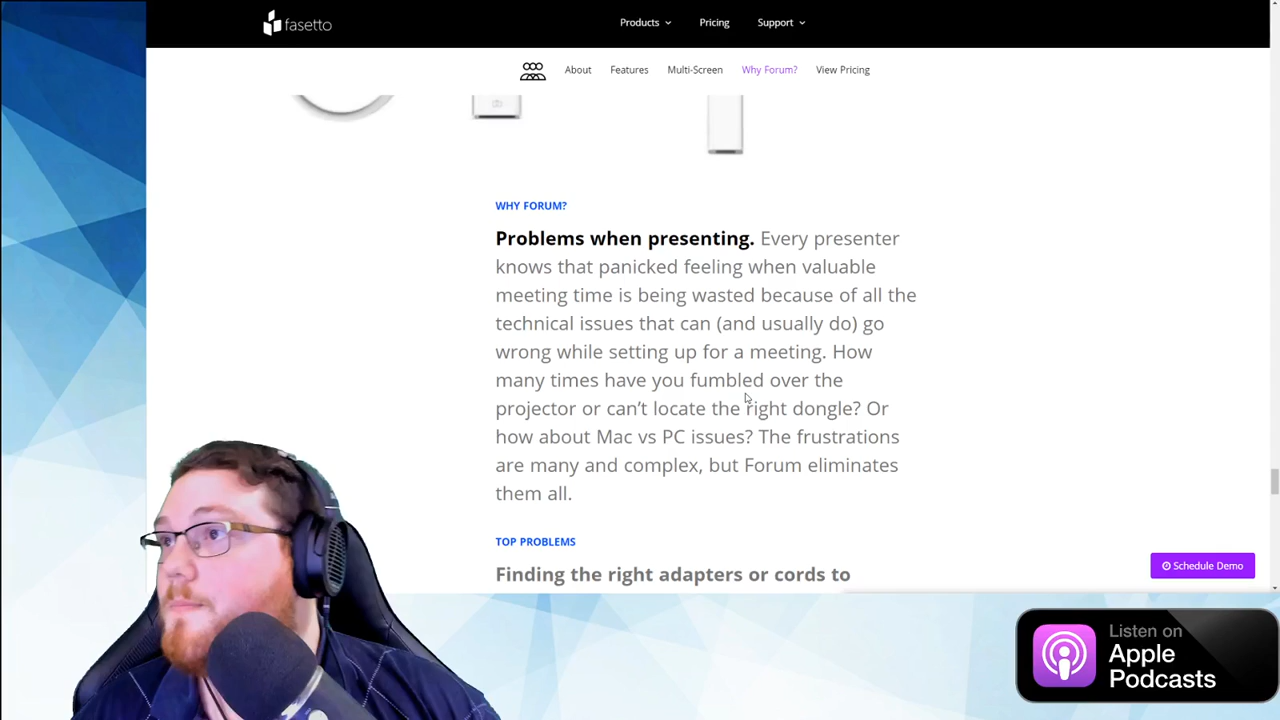 fasetto
Products
Pricing
Support
About
Features
Multi-Screen
Why Forum?
View Pricing
WHY FORUM?
Problems when presenting. Every presenter
knows that panicked feeling when valuable
meeting time is being wasted because of all the
technical issues that can (and usually do) go
wrong while setting up for a meeting. How
many times have you fumbled over the
projector or can’t locate the right dongle? Or
how about Mac vs PC issues? The frustrations
are many and complex, but Forum eliminates
them all.
TOP PROBLEMS
Finding the right adapters or cords to
Schedule Demo
Listen on
Apple
Podcasts